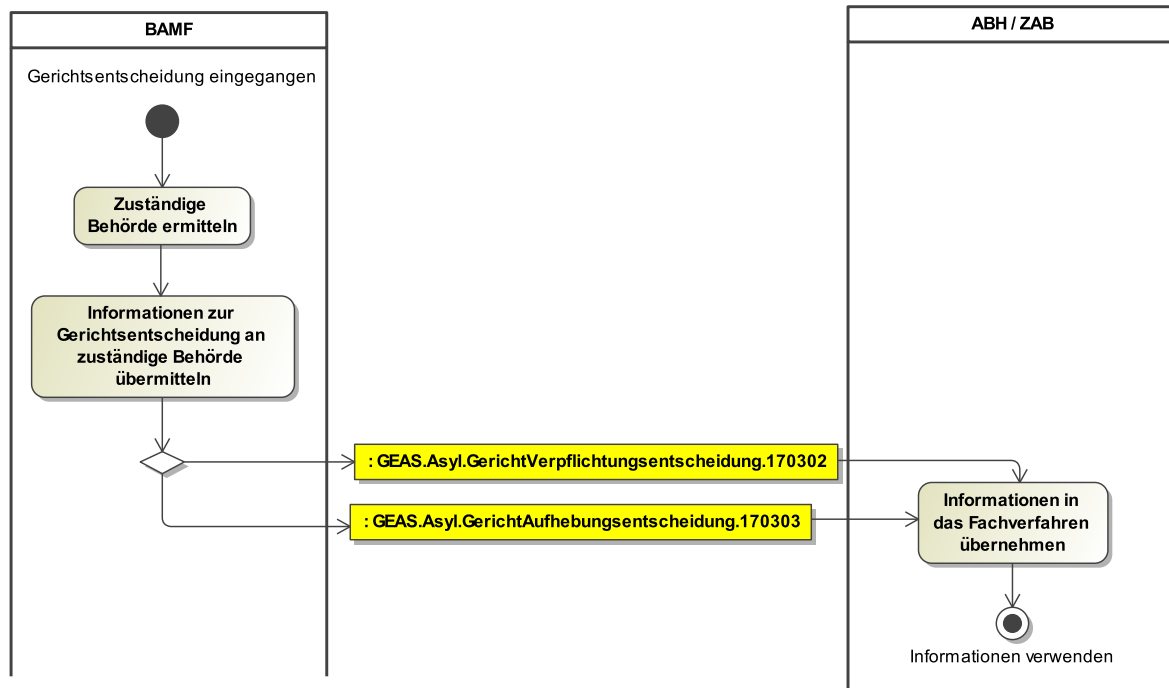 BAMF
ABH / ZAB
Gerichtsentscheidung eingegangen
Zuständige
Behörde ermitteln
Informationen zur
Gerichtsentscheidung an
zuständige Behörde
übermitteln
: GEAS.Asyl.GerichtVerpflichtungsentscheidung.170302
: GEAS.Asyl.GerichtAufhebungsentscheidung.170303
Informationen in
das Fachverfahren
übernehmen
Informationen verwenden